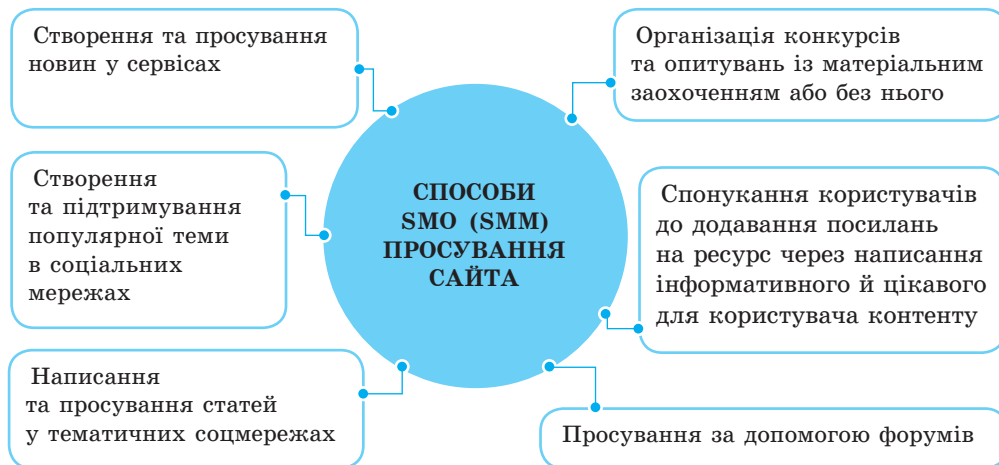 Створення та просування
новин у сервісах
Створення
та підтримування
популярної теми
в соціальних
мережах
Написання
та просування статей
у тематичних соцмережах
СПОСОБИ
SMO (SMM)
ПРОСУВАННЯ
САЙТА
Організація конкурсів
та опитувань із матеріальним
заохоченням або без нього
Спонукання користувачів
до додавання посилань
на ресурс через написання
інформативного й цікавого
для користувача контенту
Просування за допомогою форумів